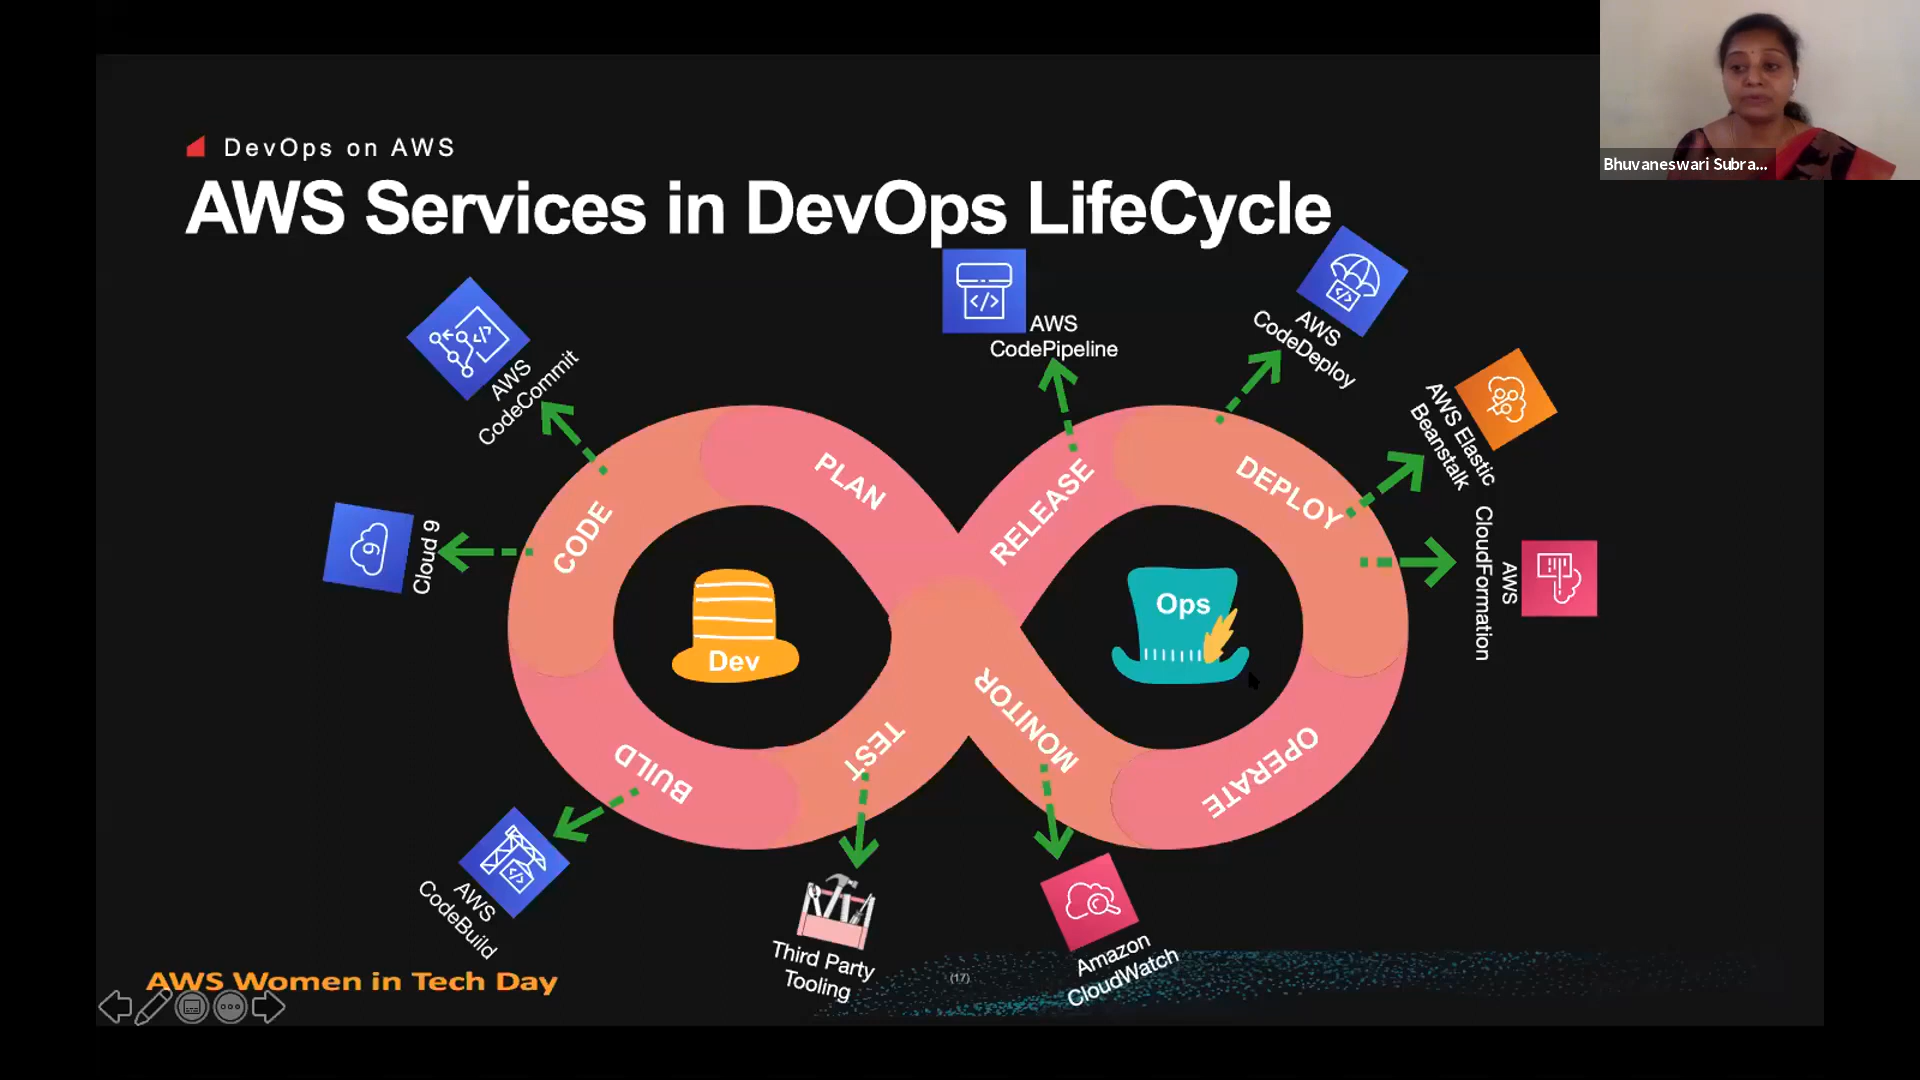 Bhuvaneswari Subra...
DevOps on AWS
AWS Services in DevOps LifeCycle
AWS
CodeCommit
AWS
CodePipeline
AWS
CodeDeploy
AWS Elastic
Beanstalk
AWS
CloudFormation
Cloud 9
CODE
PLAN
RELEASE
DEPLOY
Dev
Ops
BUILD
TEST
MONITOR
OPERATE
AWS
CodeBuild
Third Party
Tooling
Amazon
CloudWatch
AWS Women in Tech Day
(17)